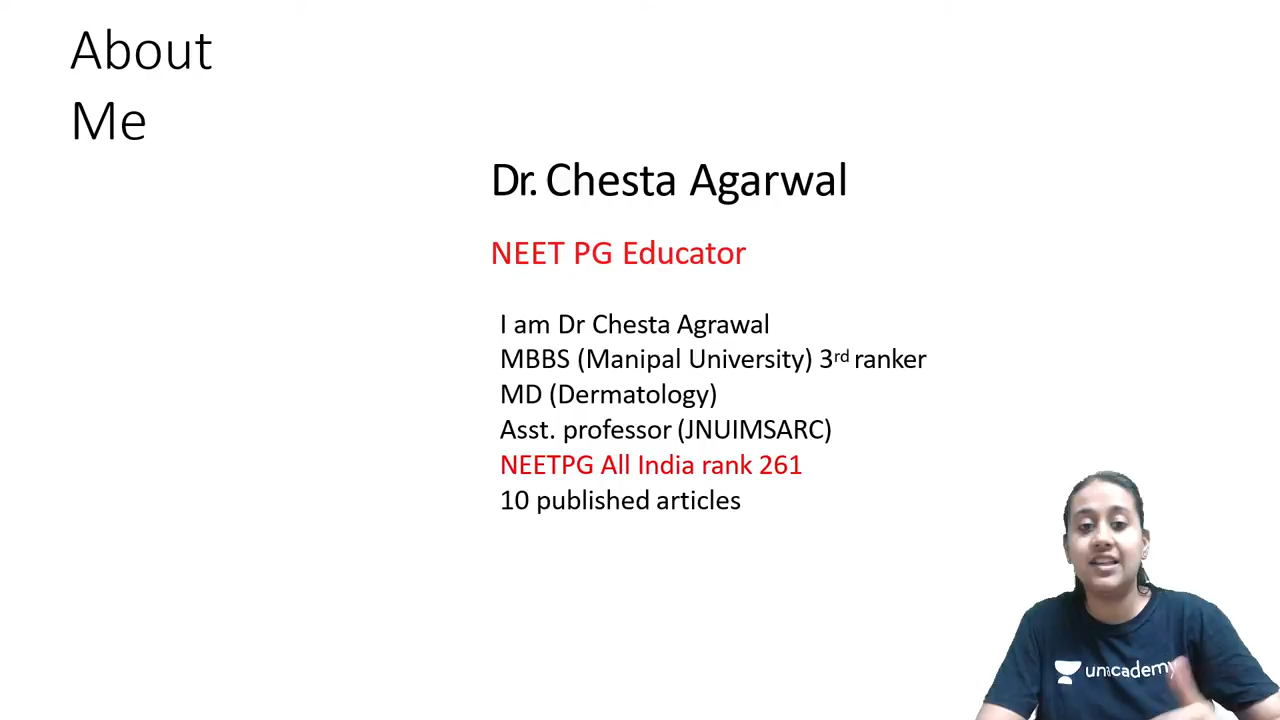 About
Me
Dr. Chesta Agarwal
NEET PG Educator
I am Dr Chesta Agrawal
MBBS (Manipal University) 3rd ranker
MD (Dermatology)
Asst. professor (JNUIMSARC)
NEETPG All India rank 261
10 published articles
unacademy